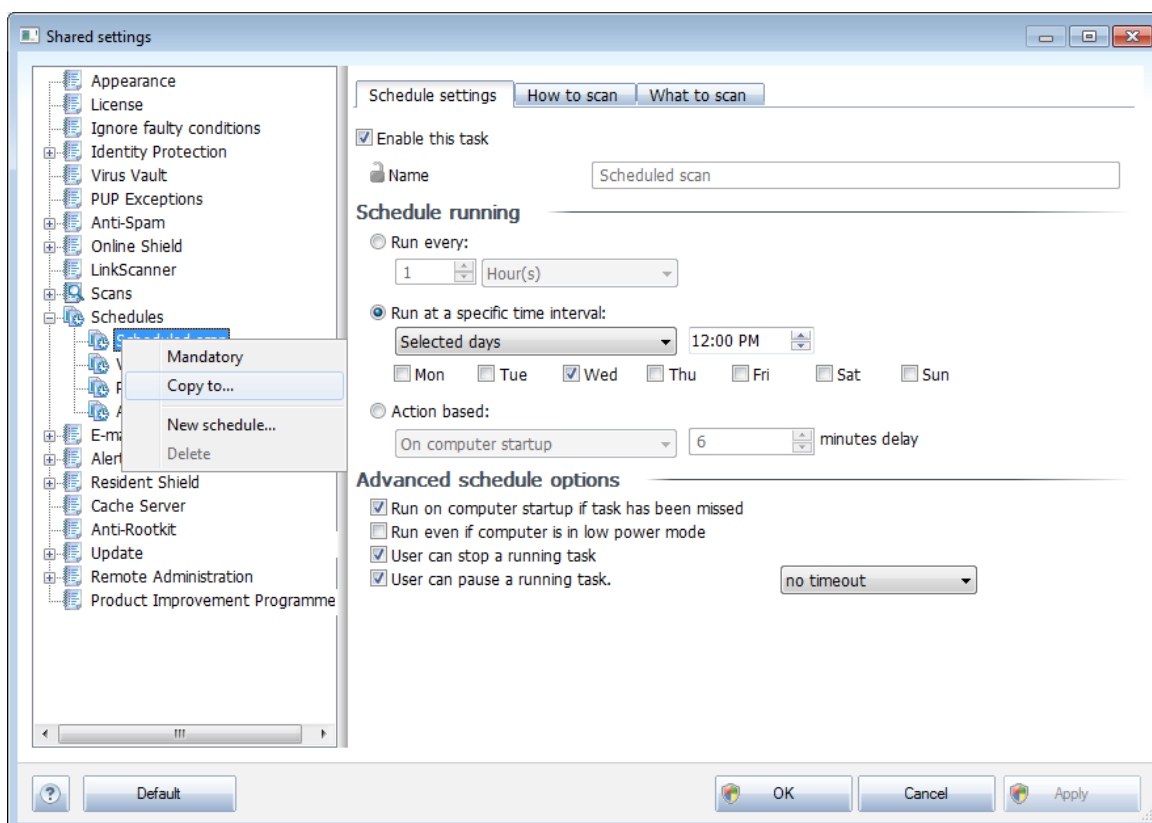 Shared settings
Appearance
License
Ignore faulty conditions
Identity Protection
Virus Vault
PUP Exceptions
Anti-Spam
Online Shield
LinkScanner
Scans
Schedules
Mandatory
Copy to...
New schedule...
Delete
Resident Shield
Cache Server
Anti-Rootkit
Update
Remote Administration
Product Improvement Programme
Schedule settings
How to scan
What to scan
Enable this task
Name
Scheduled scan
Schedule running
Run every:
1
Hour(s)
Run at a specific time interval:
Selected days
12:00 PM
Mon Tue Wed Thu Fri Sat Sun
Action based:
On computer startup
6
minutes delay
Advanced schedule options
Run on computer startup if task has been missed
Run even if computer is in low power mode
User can stop a running task
User can pause a running task.
no timeout
Default
OK
Cancel
Apply